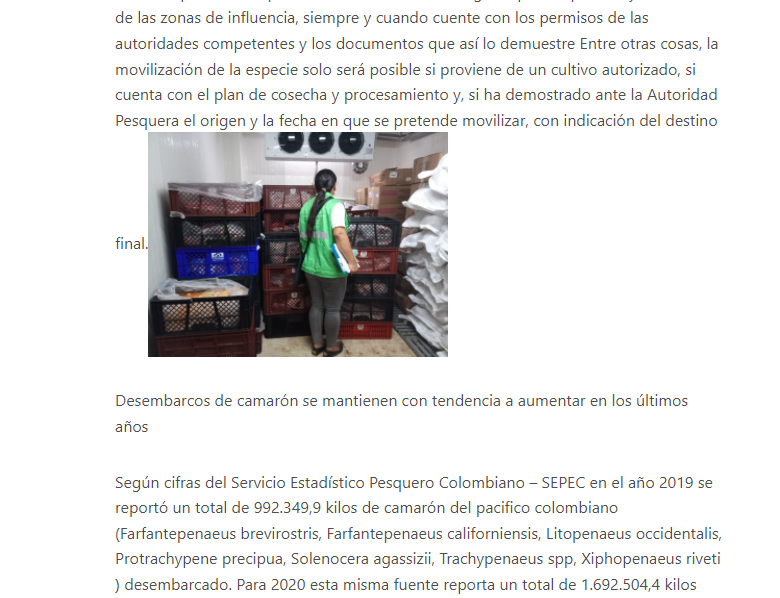 de las zonas de influencia, siempre y cuando cuente con los permisos de las
autoridades competentes y los documentos que así lo demuestre Entre otras cosas, la
movilización de la especie solo será posible si proviene de un cultivo autorizado, si
cuenta con el plan de cosecha y procesamiento y, si ha demostrado ante la Autoridad
Pesquera el origen y la fecha en que se pretende movilizar, con indicación del destino
final.
Desembarcos de camarón se mantienen con tendencia a aumentar en los últimos
años
Según cifras del Servicio Estadístico Pesquero Colombiano – SEPEC en el año 2019 se
reportó un total de 992.349,9 kilos de camarón del pacifico colombiano
(Farfantepenaeus brevirostris, Farfantepenaeus californiensis, Litopenaeus occidentalis,
Protrachypene precipua, Solenocera agassizii, Trachypenaeus spp, Xiphopenaeus riveti
) desembarcado. Para 2020 esta misma fuente reporta un total de 1.692.504,4 kilos